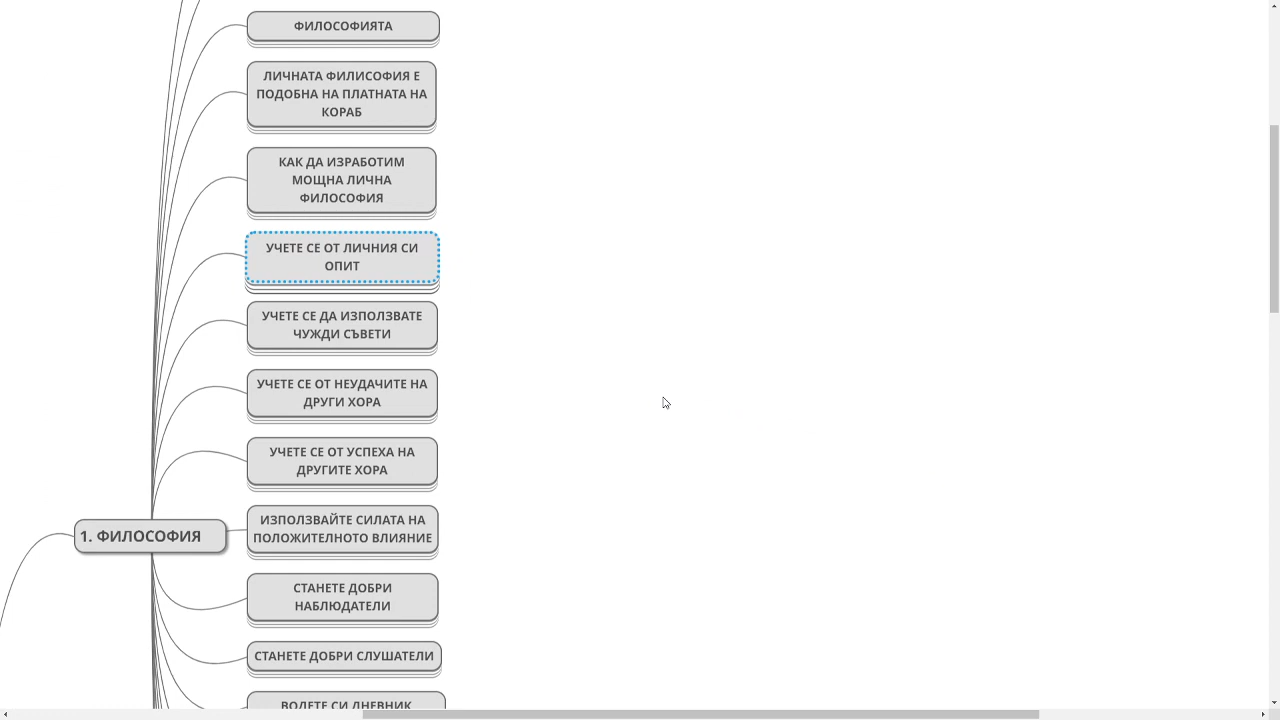 ФИЛОСОФИЯТА
ЛИЧНАТА ФИЛИСОФИЯ Е
ПОДОБНА НА ПЛАТНАТА НА
КОРАБ
КАК ДА ИЗРАБОТИМ
МОЩНА ЛИЧНА
ФИЛОСОФИЯ
УЧЕТЕ СЕ ОТ ЛИЧНИЯ СИ
ОПИТ
УЧЕТЕ СЕ ДА ИЗПОЛЗВАТЕ
ЧУЖДИ СЪВЕТИ
УЧЕТЕ СЕ ОТ НЕУДАЧИТЕ НА
ДРУГИ ХОРА
УЧЕТЕ СЕ ОТ УСПЕХА НА
ДРУГИТЕ ХОРА
1. ФИЛОСОФИЯ
ИЗПОЛЗВАЙТЕ СИЛАТА НА
ПОЛОЖИТЕЛНОТО ВЛИЯНИЕ
СТАНЕТЕ ДОБРИ
НАБЛЮДАТЕЛИ
СТАНЕТЕ ДОБРИ СЛУШАТЕЛИ
ВОДЕТЕ СИ ДНЕВНИК